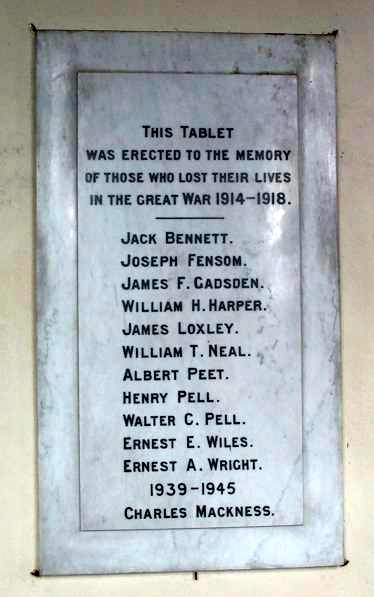 THIS TABLET
WAS ERECTED TO THE MEMORY
OF THOSE WHO LOST THEIR LIVES
IN THE GREAT WAR 1914-1918.
JACK BENNETT.
JOSEPH FENSOM.
JAMES F. GADSDEN.
WILLIAM H. HARPER.
JAMES LOXLEY.
WILLIAM T. NEAL.
ALBERT PEET.
HENRY PELL.
WALTER C. PELL.
ERNEST E. WILES.
ERNEST A. WRIGHT.
1939-1945
CHARLES MACKNESS.